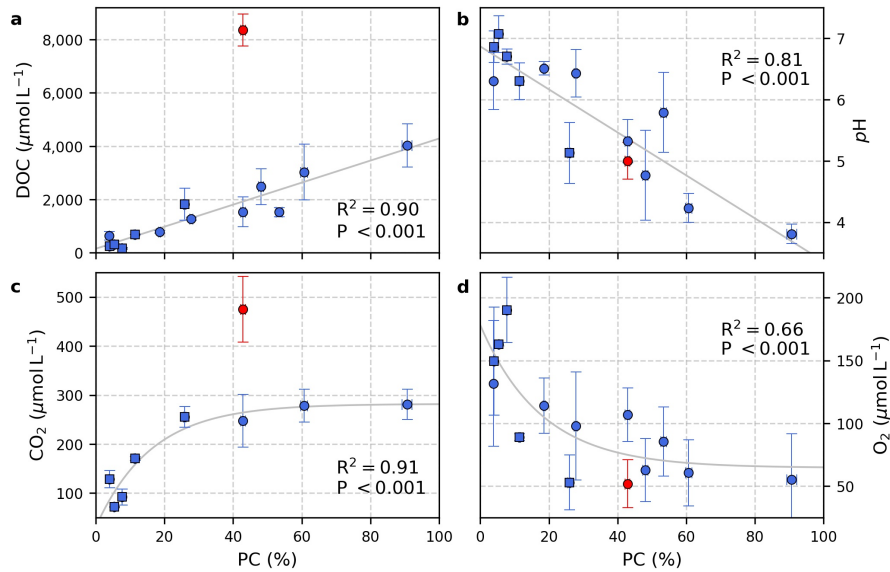 a
8,000
6,000
4,000
2,000
0
DOC (μmol L⁻¹)
R² = 0.90
P < 0.001
b
7
6
5
4
pH
R² = 0.81
P < 0.001
c
500
400
300
200
100
CO₂ (μmol L⁻¹)
R² = 0.91
P < 0.001
0 20 40 60 80 100
PC (%)
d
200
150
100
50
O₂ (μmol L⁻¹)
R² = 0.66
P < 0.001
0 20 40 60 80 100
PC (%)